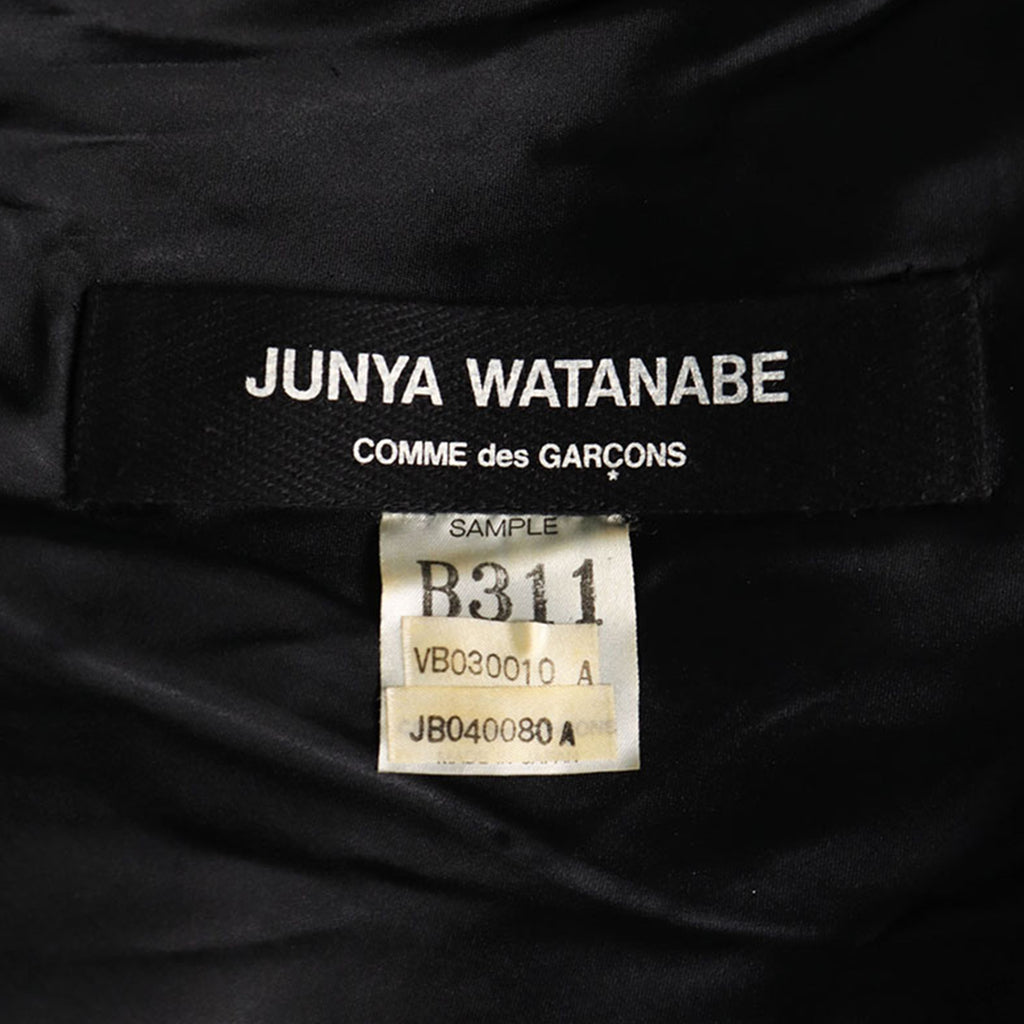 JUNYA WATANABE
COMME des GARÇONS
SAMPLE
B311
VB030010 A
JB040080 A